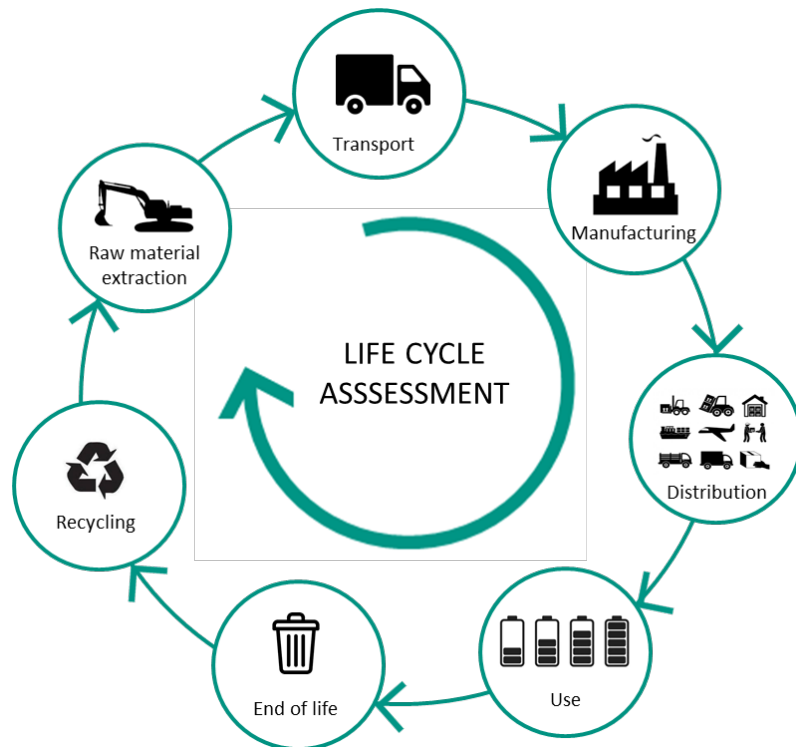 Transport
Manufacturing
Distribution
Use
End of life
Recycling
Raw material
extraction
LIFE CYCLE
ASSSESSMENT